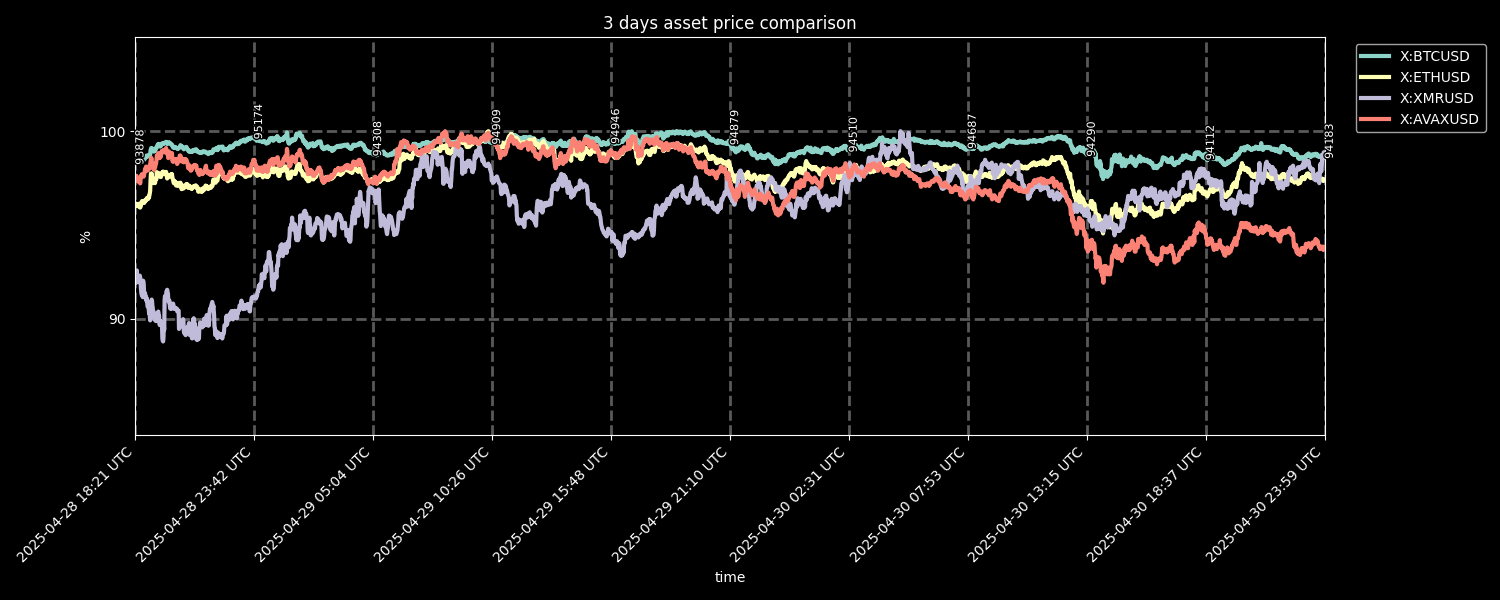 3 days asset price comparison
X:BTCUSD
X:ETHUSD
X:XMRUSD
X:AVAXUSD
%
100
90
93878
95174
94308
94909
94946
94879
94510
94687
94290
94112
94183
2025-04-28 18:21 UTC
2025-04-28 23:42 UTC
2025-04-29 05:04 UTC
2025-04-29 10:26 UTC
2025-04-29 15:48 UTC
2025-04-29 21:10 UTC
2025-04-30 02:31 UTC
2025-04-30 07:53 UTC
2025-04-30 13:15 UTC
2025-04-30 18:37 UTC
2025-04-30 23:59 UTC
time